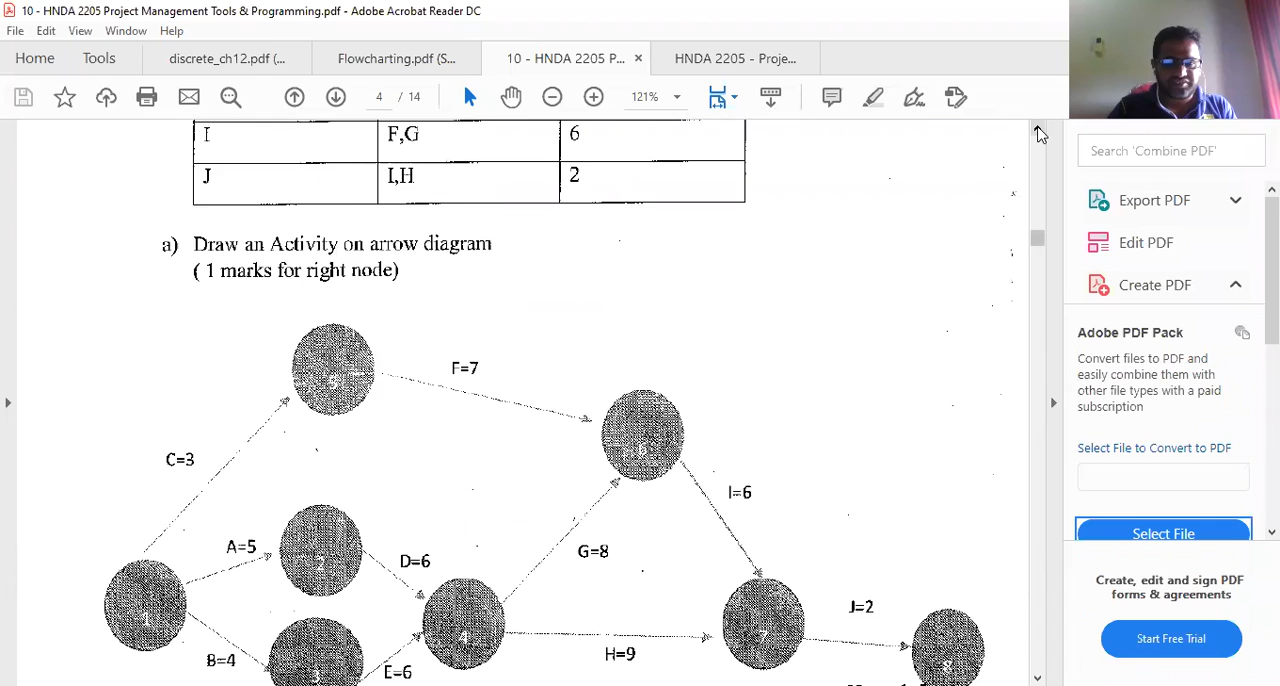 10 - HNDA 2205 Project Management Tools & Programming.pdf - Adobe Acrobat Reader DC
File Edit View Window Help
Home Tools discrete_ch12.pdf (... Flowcharting.pdf (S... 10 - HNDA 2205 P... × HNDA 2205 - Proje...
4 / 14 121%
I F,G 6
J I,H 2
a) Draw an Activity on arrow diagram
( 1 marks for right node)
F=7
C=3
6
I=6
A=5
G=8
D=6
4
7
J=2
H=9
B=4
E=6
8
Search 'Combine PDF'
Export PDF
Edit PDF
Create PDF
Adobe PDF Pack
Convert files to PDF and
easily combine them with
other file types with a paid
subscription
Select File to Convert to PDF
Select File
Create, edit and sign PDF
forms & agreements
Start Free Trial